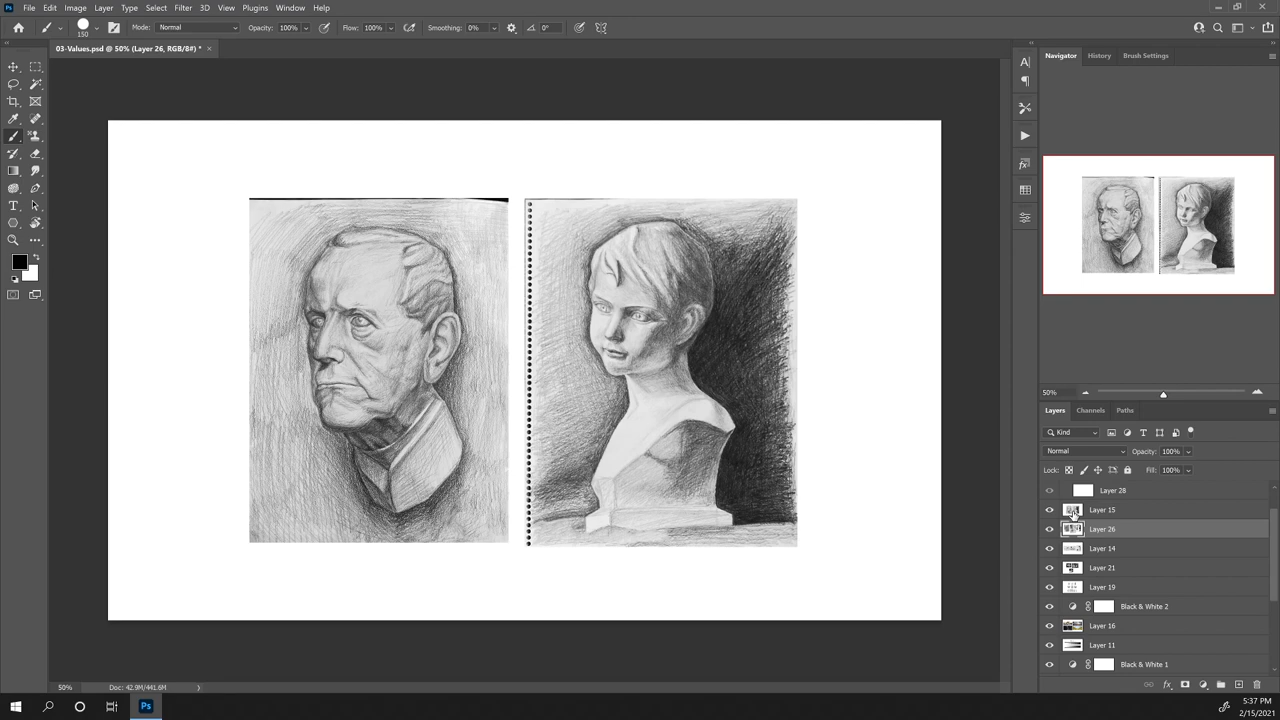 Ps File Edit Image Layer Type Select Filter 3D View Plugins Window Help
150 Mode: Normal Opacity: 100% Flow: 100% Smoothing: 0% 0°
03-Values.psd @ 50% (Layer 26, RGB/8#) * ×
Navigator History Brush Settings
50%
Layers Channels Paths
Kind
Normal Opacity: 100%
Lock: Fill: 100%
Layer 28
Layer 15
Layer 26
Layer 14
Layer 21
Layer 19
Black & White 2
Layer 16
Layer 11
Black & White 1
50% Doc: 42.9M/441.6M
Ps
5:37 PM
2/15/2021